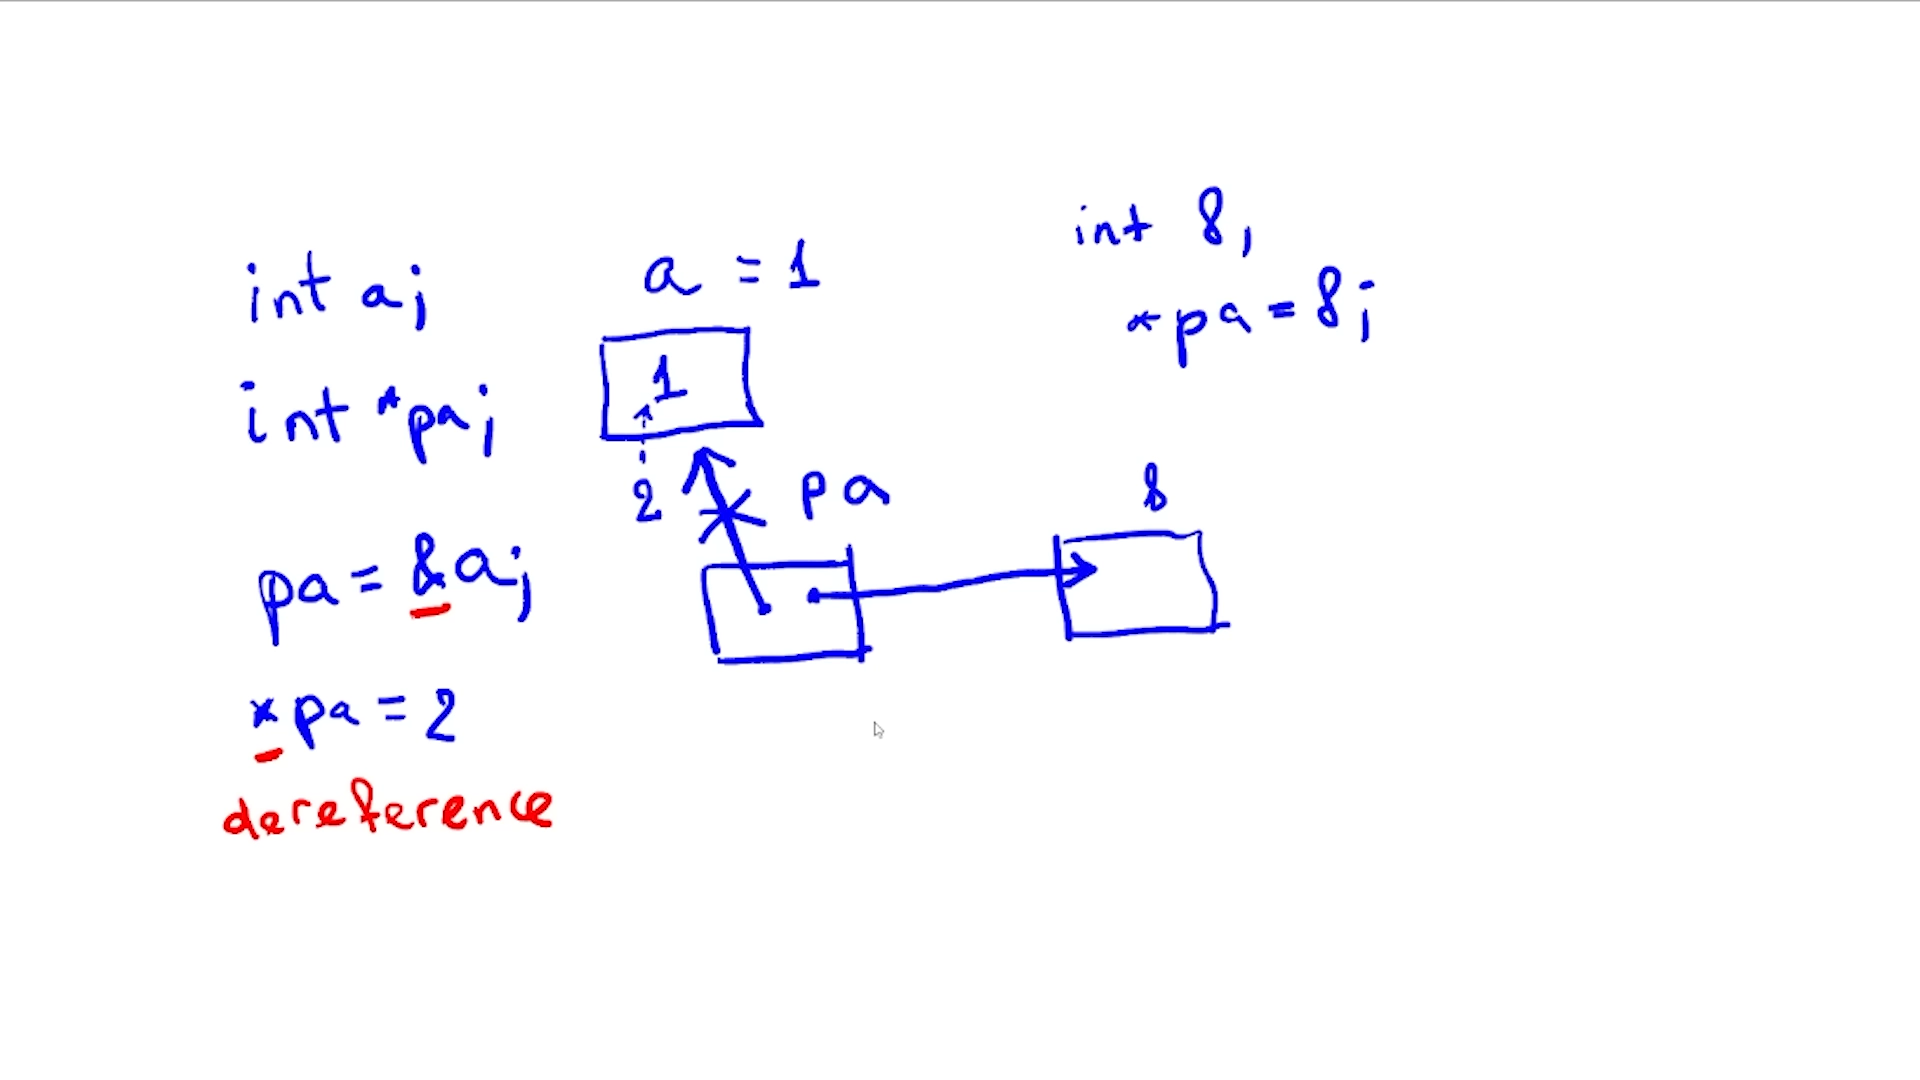 int a;
int *pa;
pa = &a;
*pa = 2
dereference
a = 1
1
2
pa
int 8;
*pa = 8;
8